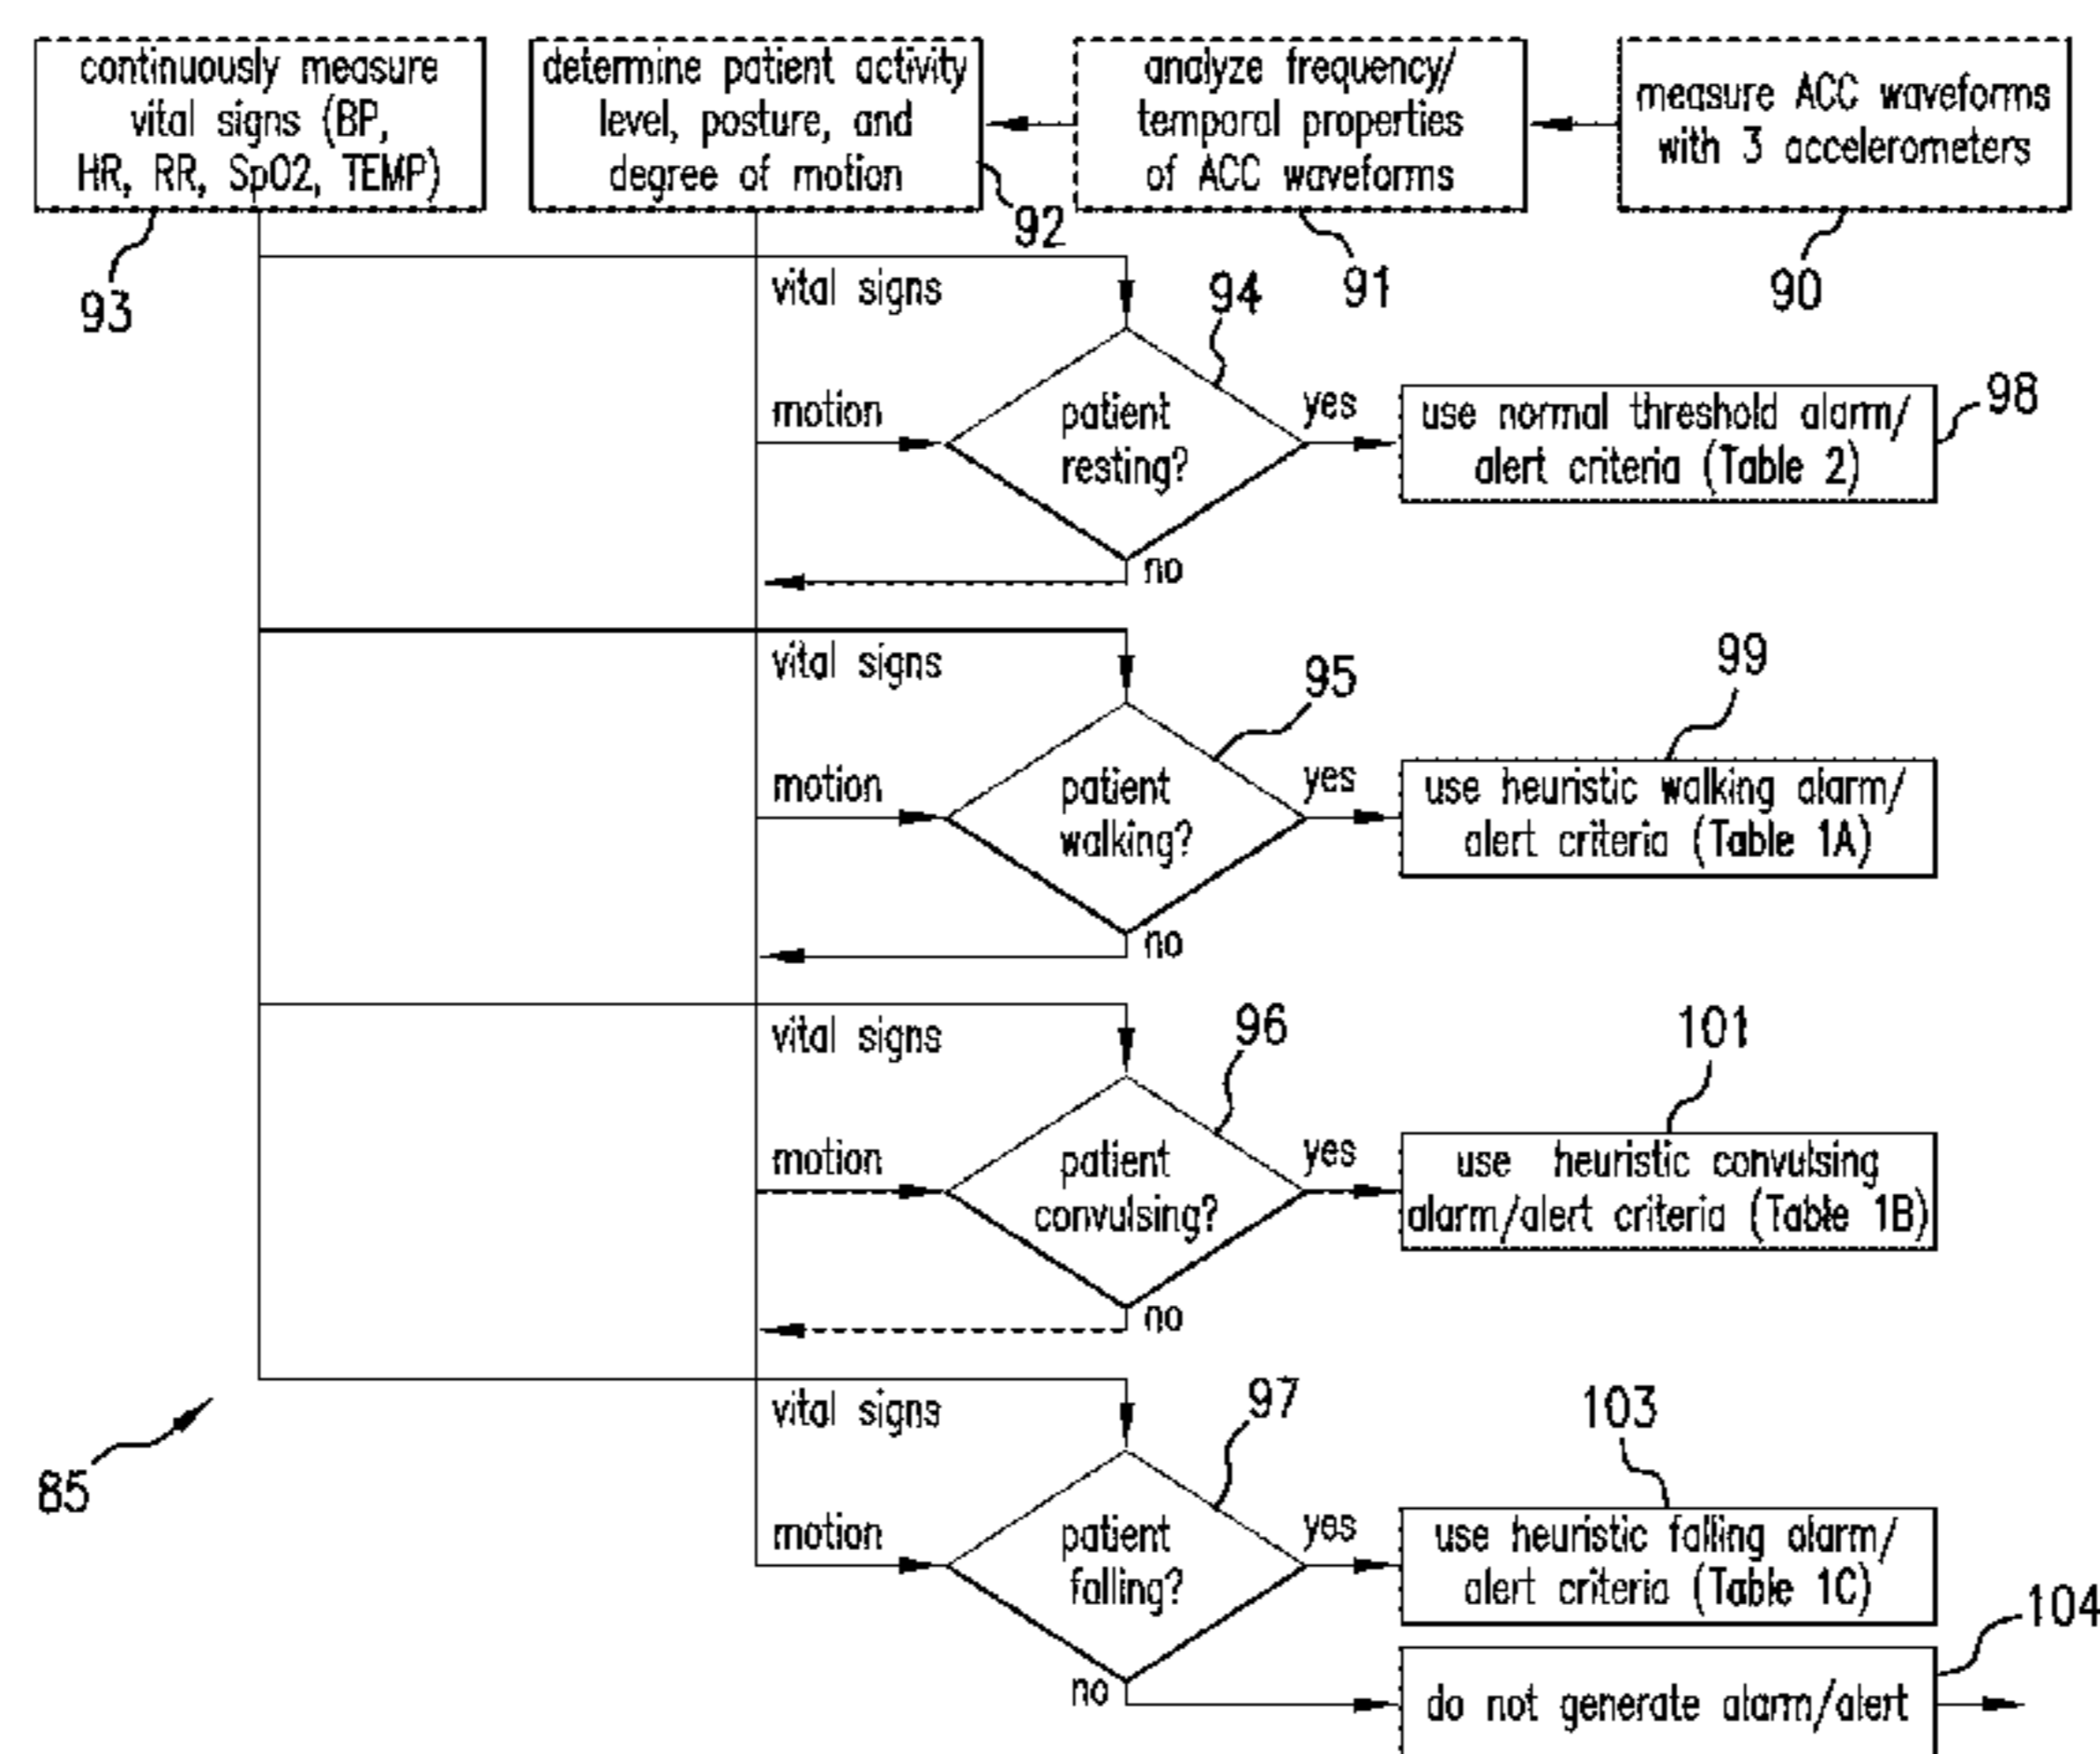 continuously measure
vital signs (BP,
HR, RR, SpO2, TEMP)
determine patient activity
level, posture, and
degree of motion
analyze frequency/
temporal properties
of ACC waveforms
measure ACC waveforms
with 3 accelerometers
93
92
91
90
vital signs
94
motion
patient
resting?
yes
use normal threshold alarm/
alert criteria (Table 2)
98
no
vital signs
95
99
motion
patient
walking?
yes
use heuristic walking alarm/
alert criteria (Table 1A)
no
vital signs
96
101
motion
patient
convulsing?
yes
use heuristic convulsing
alarm/alert criteria (Table 1B)
no
85
vital signs
97
103
motion
patient
falling?
yes
use heuristic falling alarm/
alert criteria (Table 1C)
104
no
do not generate alarm/alert